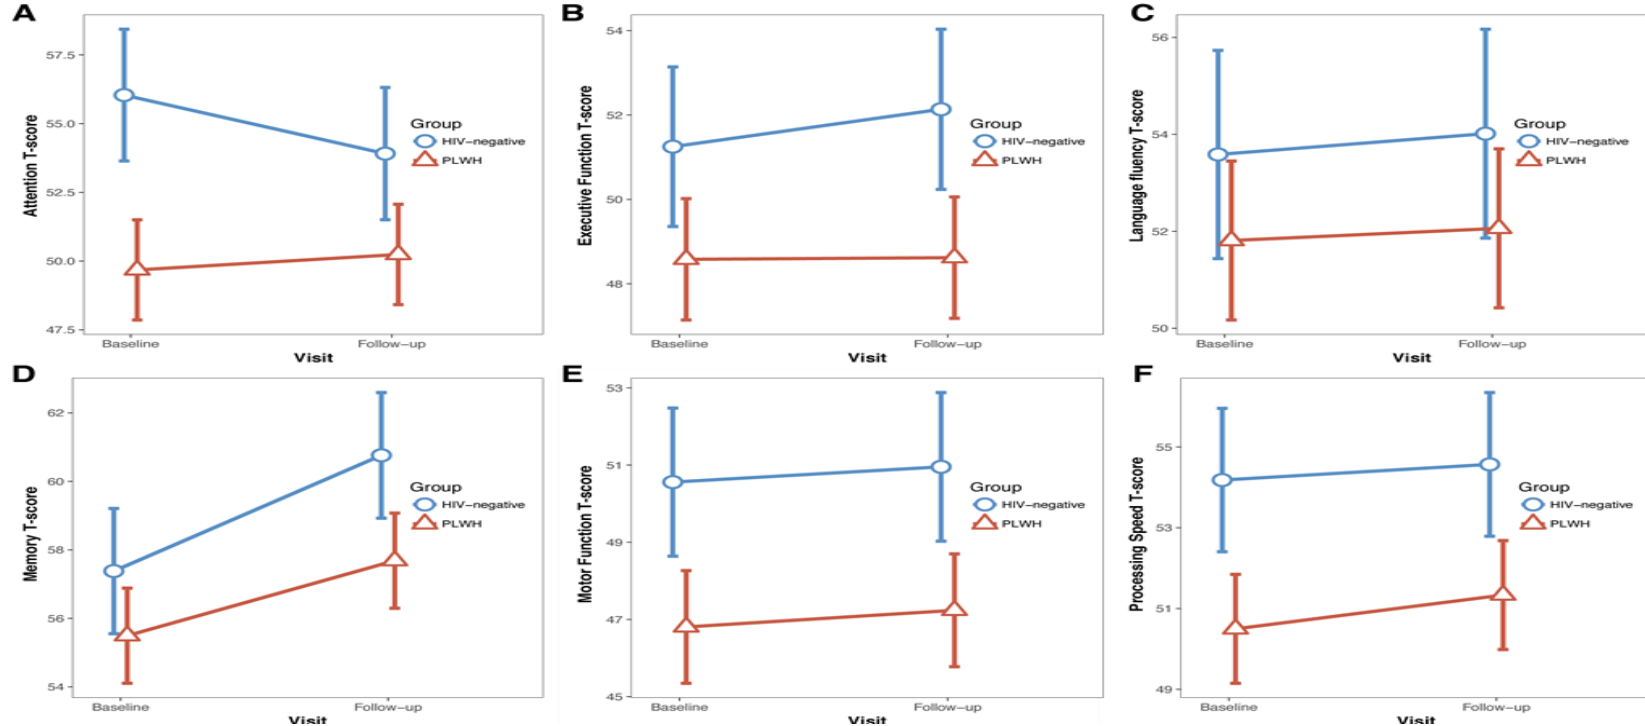 A
Attention T-score
57.5
55.0
52.5
50.0
47.5
Baseline
Follow-up
Visit
Group
HIV-negative
PLWH
B
Executive Function T-score
54
52
50
48
Baseline
Follow-up
Visit
Group
HIV-negative
PLWH
C
Language fluency T-score
56
54
52
50
Baseline
Follow-up
Visit
Group
HIV-negative
PLWH
D
Memory T-score
62
60
58
56
54
Baseline
Follow-up
Visit
Group
HIV-negative
PLWH
E
Motor Function T-score
53
51
49
47
45
Baseline
Follow-up
Visit
Group
HIV-negative
PLWH
F
Processing Speed T-score
55
53
51
49
Baseline
Follow-up
Visit
Group
HIV-negative
PLWH